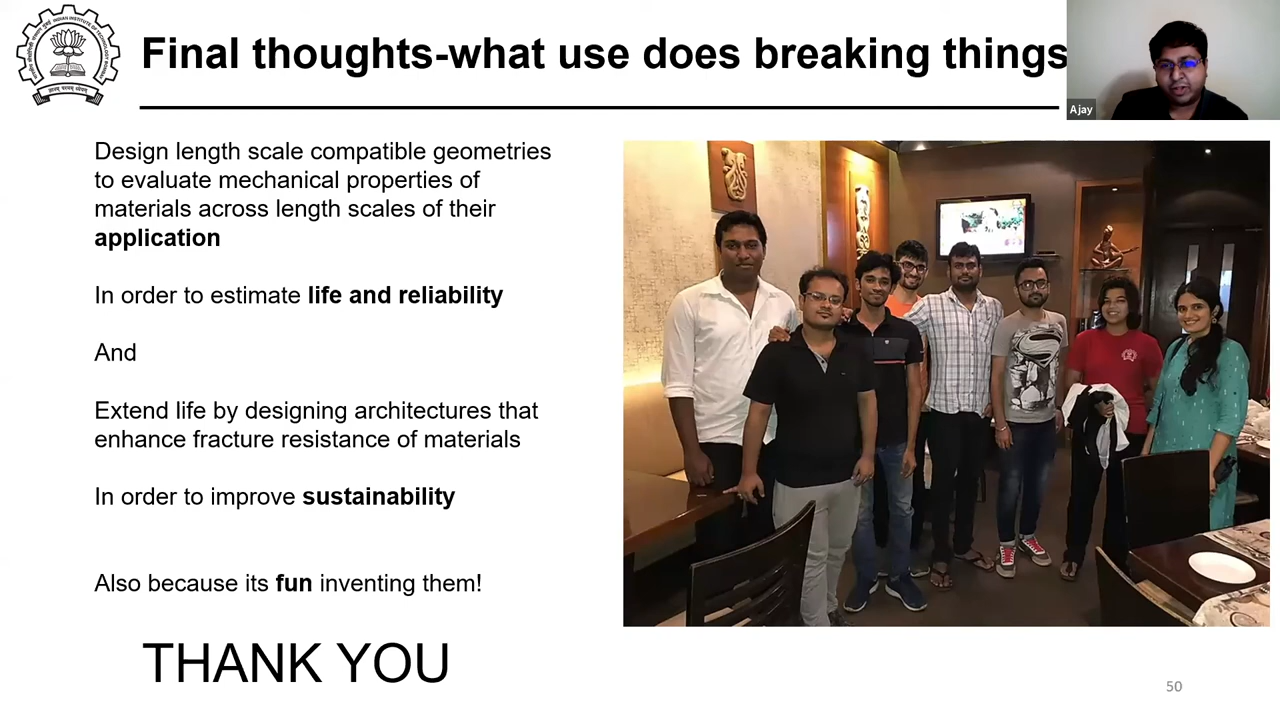 Final thoughts-what use does breaking things
Ajay
Design length scale compatible geometries
to evaluate mechanical properties of
materials across length scales of their
application
In order to estimate life and reliability
And
Extend life by designing architectures that
enhance fracture resistance of materials
In order to improve sustainability
Also because its fun inventing them!
THANK YOU
50